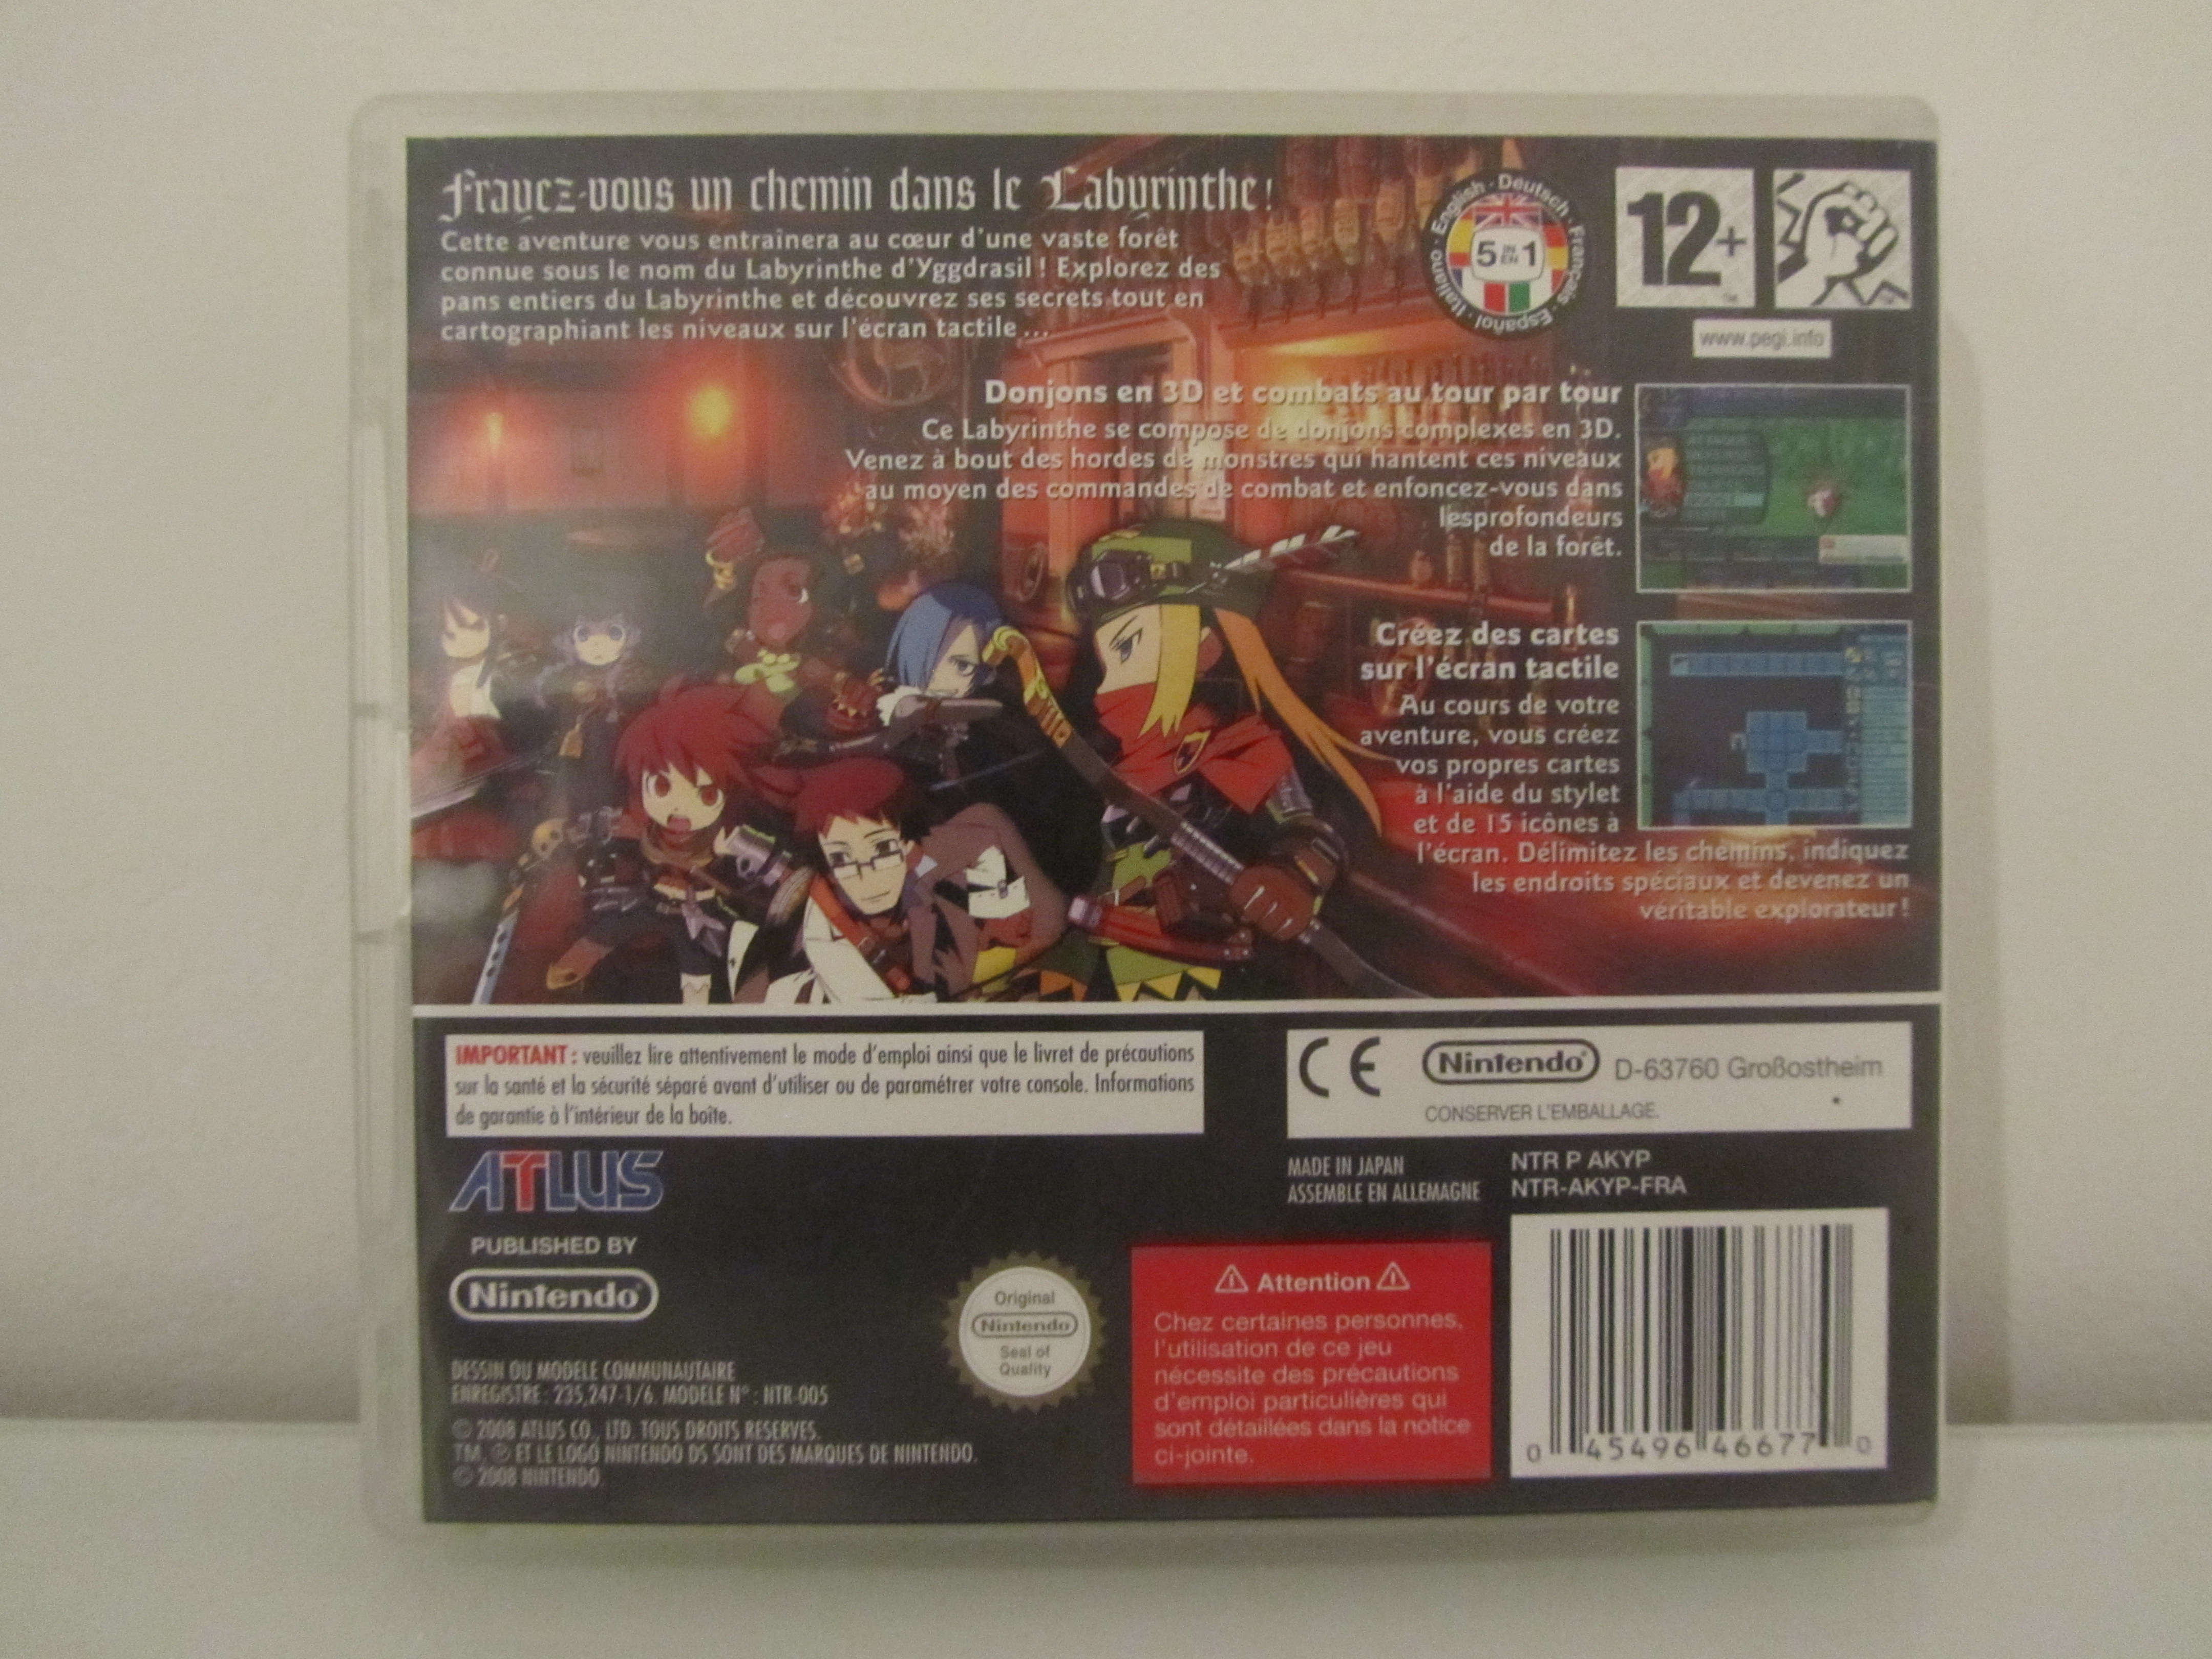 Frayez-vous un chemin dans le Labyrinthe !
Cette aventure vous entraînera au cœur d'une vaste forêt
connue sous le nom du Labyrinthe d'Yggdrasil ! Explorez des
pans entiers du Labyrinthe et découvrez ses secrets tout en
cartographiant les niveaux sur l'écran tactile ...
English · Deutsch · Français · Español · Italiano ·
5 IN EN 1
12+
www.pegi.info
Donjons en 3D et combats au tour par tour
Ce Labyrinthe se compose de donjons complexes en 3D.
Venez à bout des hordes de monstres qui hantent ces niveaux
au moyen des commandes de combat et enfoncez-vous dans
lesprofondeurs
de la forêt.
Créez des cartes
sur l'écran tactile
Au cours de votre
aventure, vous créez
vos propres cartes
à l'aide du stylet
et de 15 icônes à
l'écran. Délimitez les chemins, indiquez
les endroits spéciaux et devenez un
véritable explorateur !
IMPORTANT : veuillez lire attentivement le mode d'emploi ainsi que le livret de précautions
sur la santé et la sécurité séparé avant d'utiliser ou de paramétrer votre console. Informations
de garantie à l'intérieur de la boîte.
CE Nintendo® D-63760 Großostheim
CONSERVER L'EMBALLAGE.
ATLUS
PUBLISHED BY
Nintendo®
MADE IN JAPAN
ASSEMBLE EN ALLEMAGNE
NTR P AKYP
NTR-AKYP-FRA
Original
Nintendo
Seal of
Quality
⚠ Attention ⚠
Chez certaines personnes,
l'utilisation de ce jeu
nécessite des précautions
d'emploi particulières qui
sont détaillées dans la notice
ci-jointe.
DESSIN OU MODELE COMMUNAUTAIRE
ENREGISTRE : 235,247-1/6. MODELE N° : NTR-005
© 2008 ATLUS CO., LTD. TOUS DROITS RESERVES.
TM, ® ET LE LOGO NINTENDO DS SONT DES MARQUES DE NINTENDO.
© 2008 NINTENDO.
0 45496 46677 0